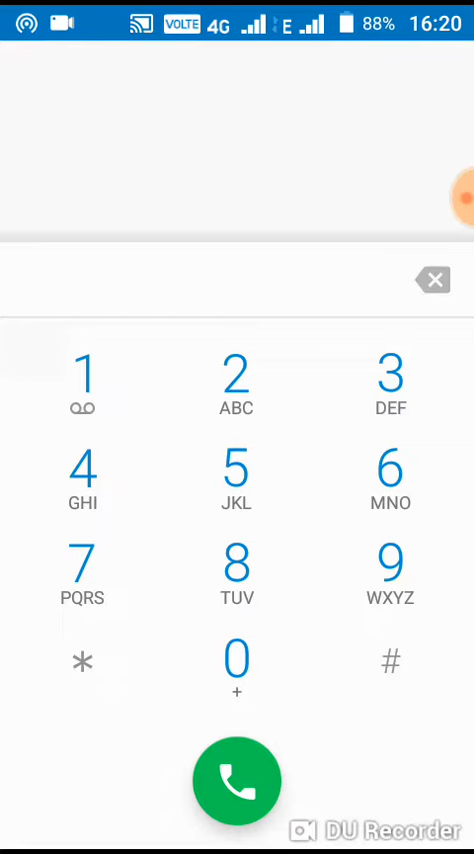 VOLTE 4G E 88% 16:20
1 2 3
ABC DEF
4 5 6
GHI JKL MNO
7 8 9
PQRS TUV WXYZ
* 0 #
+
DU Recorder